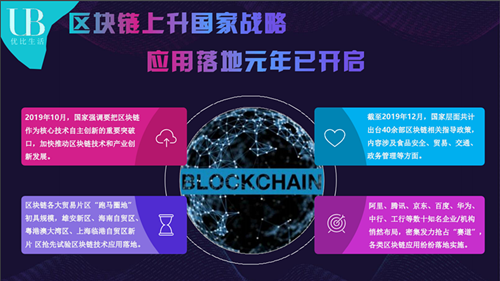 UB
优比生活
区块链上升国家战略
应用落地元年已开启
2019年10月，国家强调要把区块链
作为核心技术自主创新的重要突破
口，加快推动区块链技术和产业创
新发展。
截至2019年12月，国家层面共计
出台40余部区块链相关指导政策，
内容涉及食品安全、贸易、交通、
政务管理等方面。
BLOCKCHAIN
区块链各大贸易片区“跑马圈地”
初具规模，雄安新区、海南自贸区、
粤港澳大湾区、上海临港自贸区新
片 区抢先试验区块链技术应用落地。
阿里、腾讯、京东、百度、华为、
中行、工行等数十知名企业/机构
悄然布局，密集发力抢占“赛道”，
各类区块链应用纷纷落地实施。